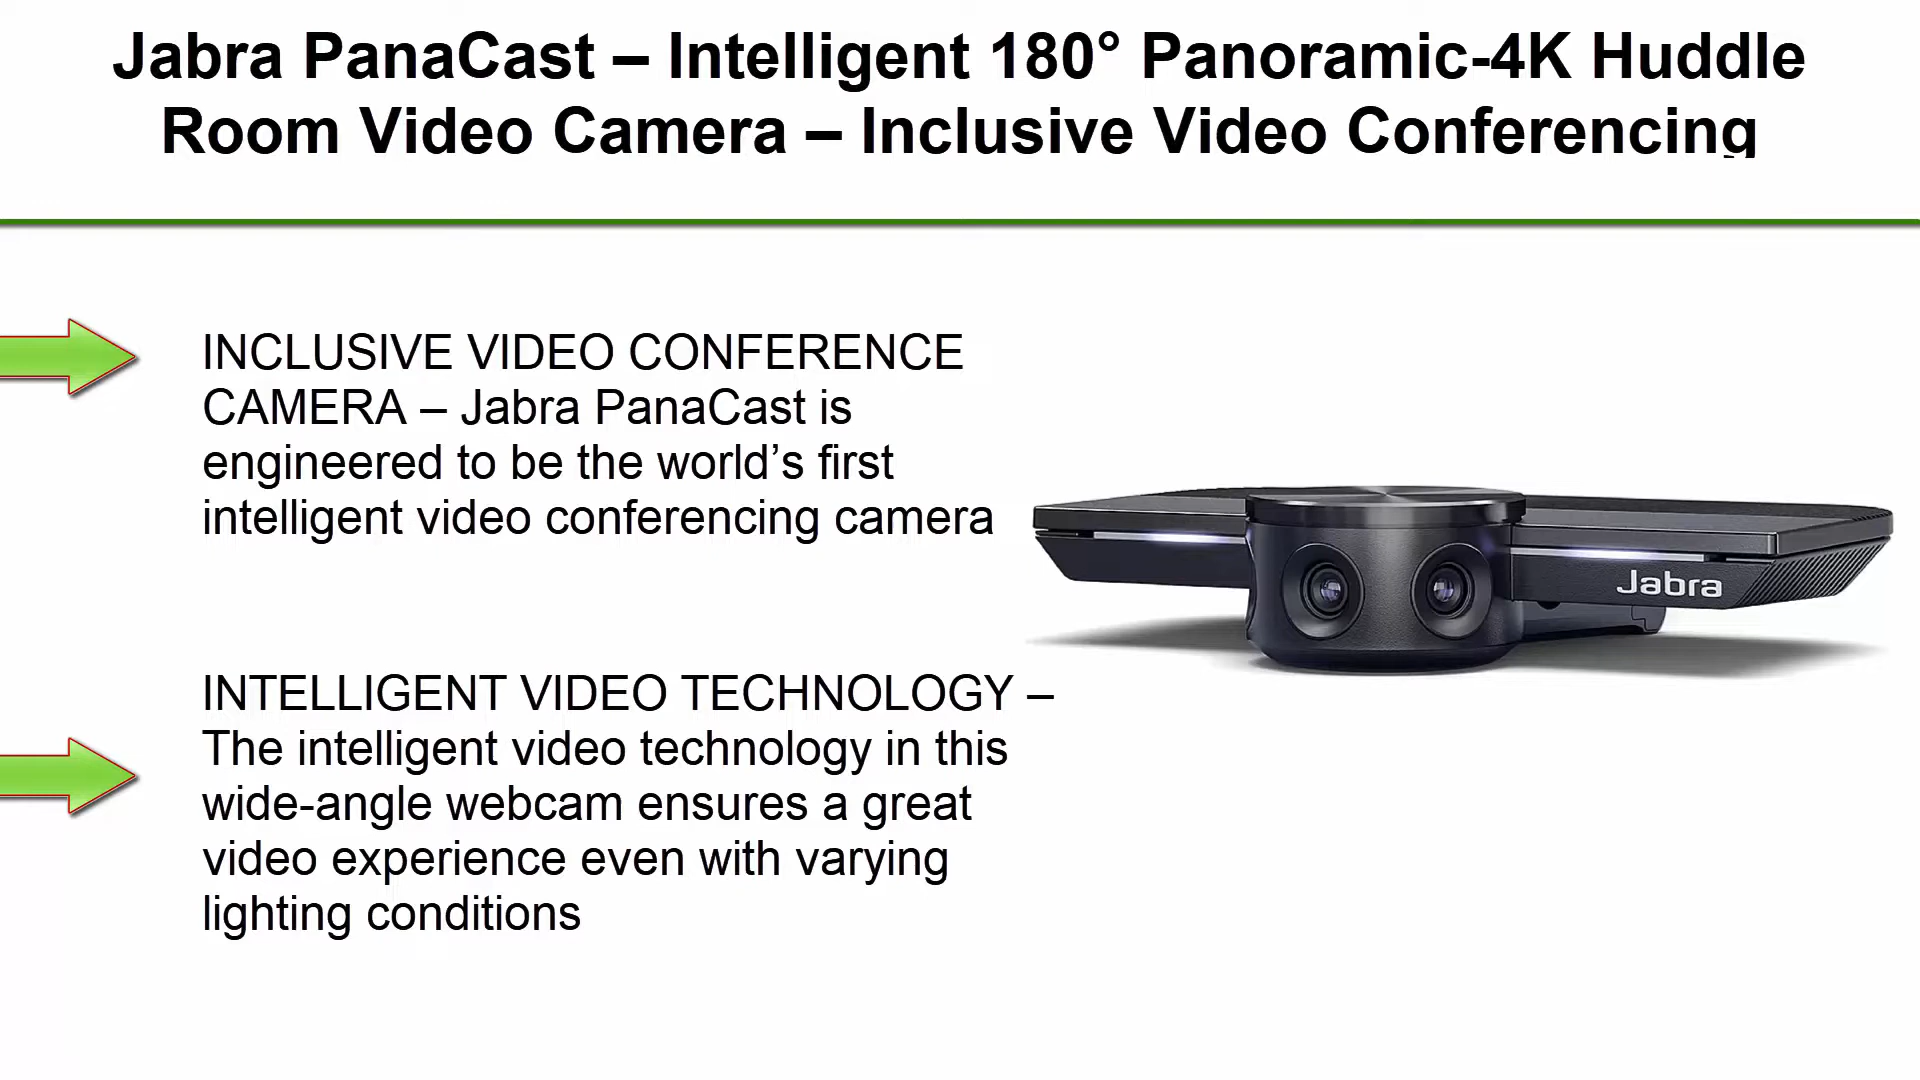 Jabra PanaCast – Intelligent 180° Panoramic-4K Huddle
Room Video Camera – Inclusive Video Conferencing
INCLUSIVE VIDEO CONFERENCE
CAMERA – Jabra PanaCast is
engineered to be the world’s first
intelligent video conferencing camera
Jabra
INTELLIGENT VIDEO TECHNOLOGY –
The intelligent video technology in this
wide-angle webcam ensures a great
video experience even with varying
lighting conditions